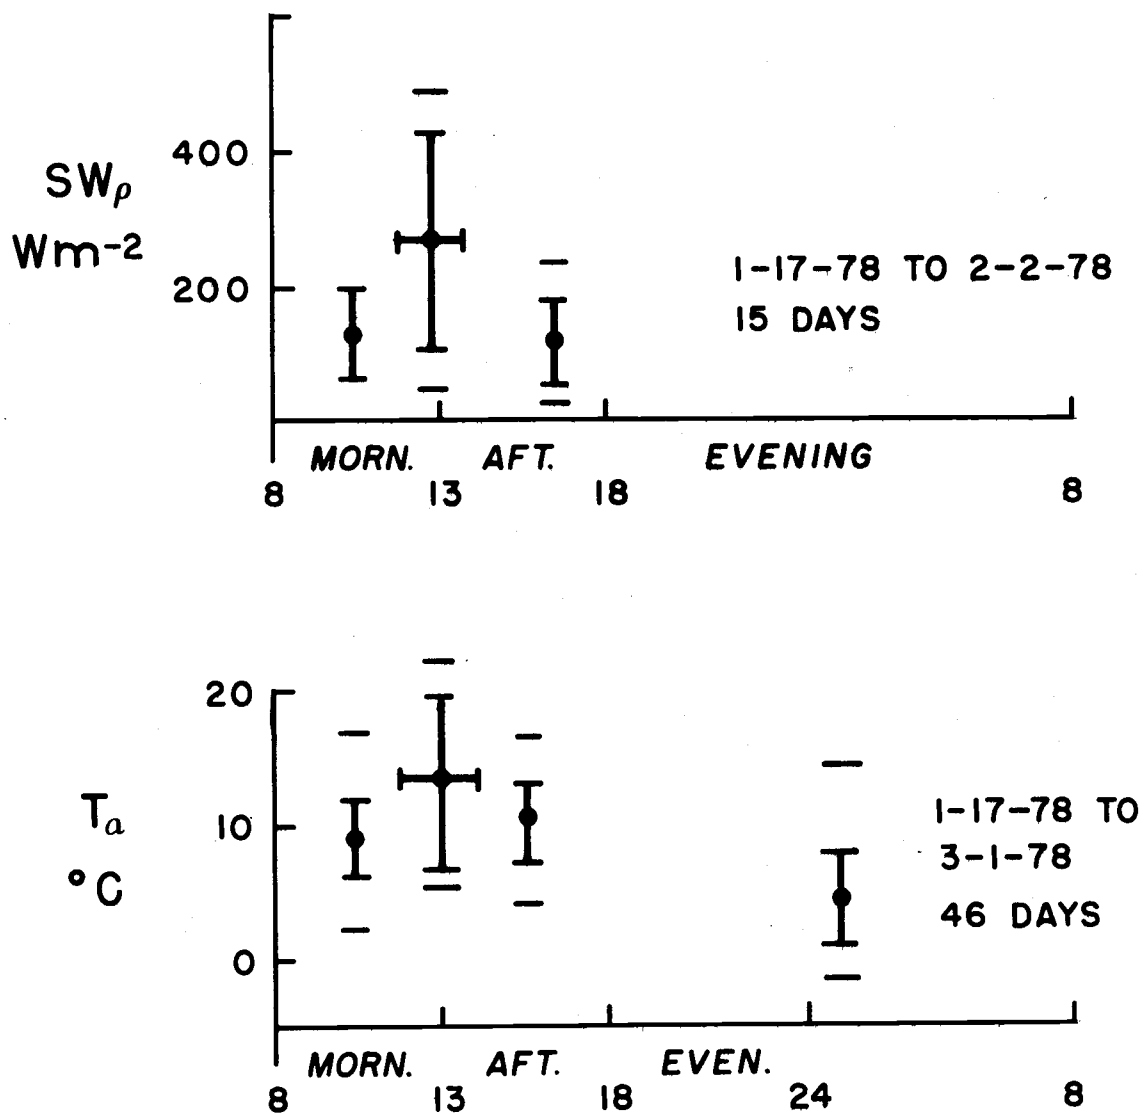 400
SWρ
Wm-2
200
1-17-78 TO 2-2-78
15 DAYS
MORN. AFT. EVENING
8 13 18 8
20
Ta
10
°C
0
1-17-78 TO
3-1-78
46 DAYS
MORN. AFT. EVEN.
8 13 18 24 8